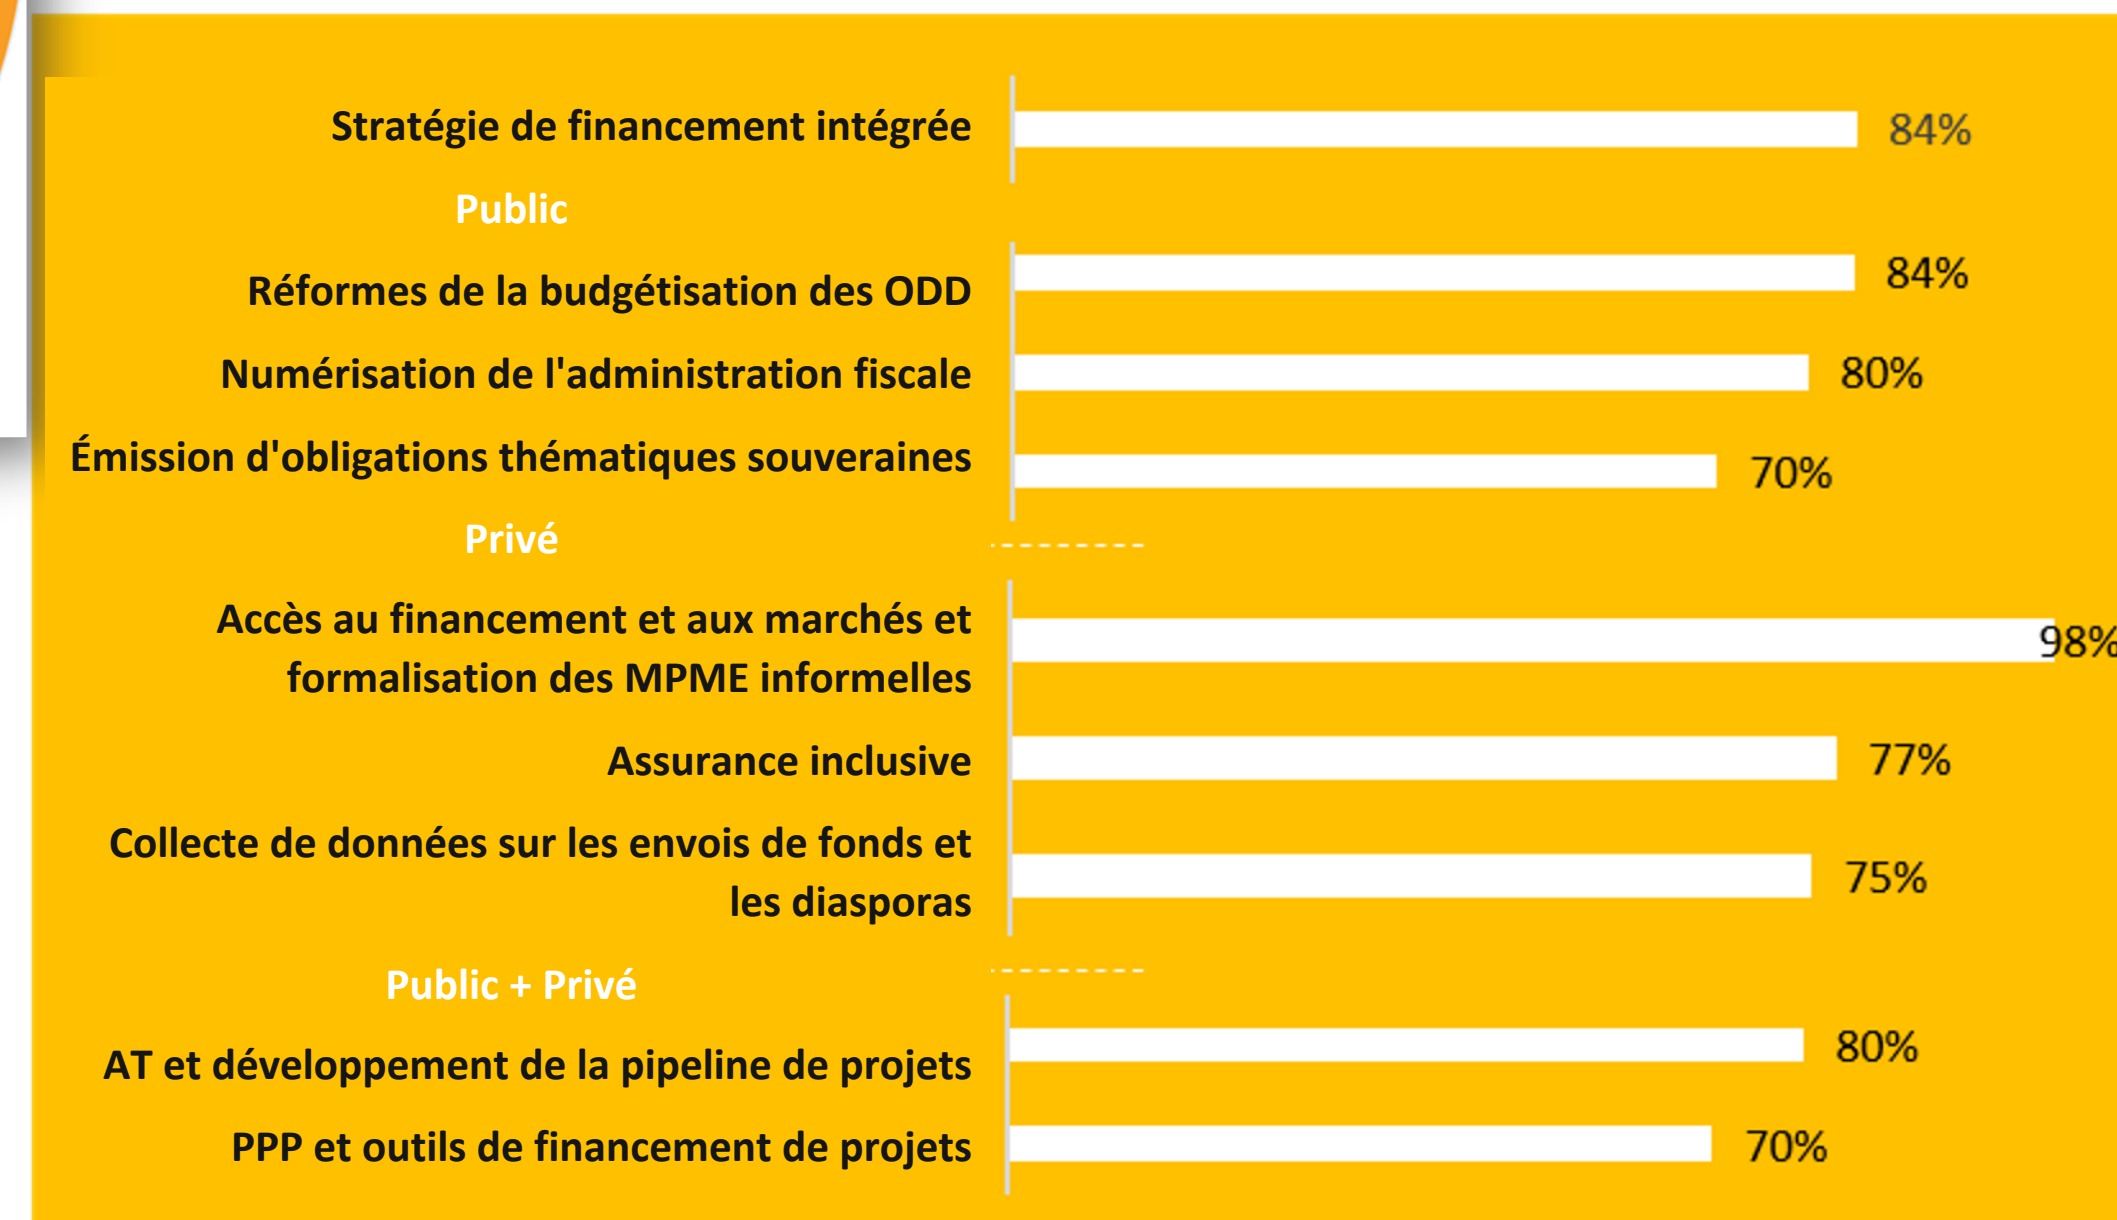 Stratégie de financement intégrée 84%
Public
Réformes de la budgétisation des ODD 84%
Numérisation de l'administration fiscale 80%
Émission d'obligations thématiques souveraines 70%
Privé
Accès au financement et aux marchés et
formalisation des MPME informelles 98%
Assurance inclusive 77%
Collecte de données sur les envois de fonds et
les diasporas 75%
Public + Privé
AT et développement de la pipeline de projets 80%
PPP et outils de financement de projets 70%